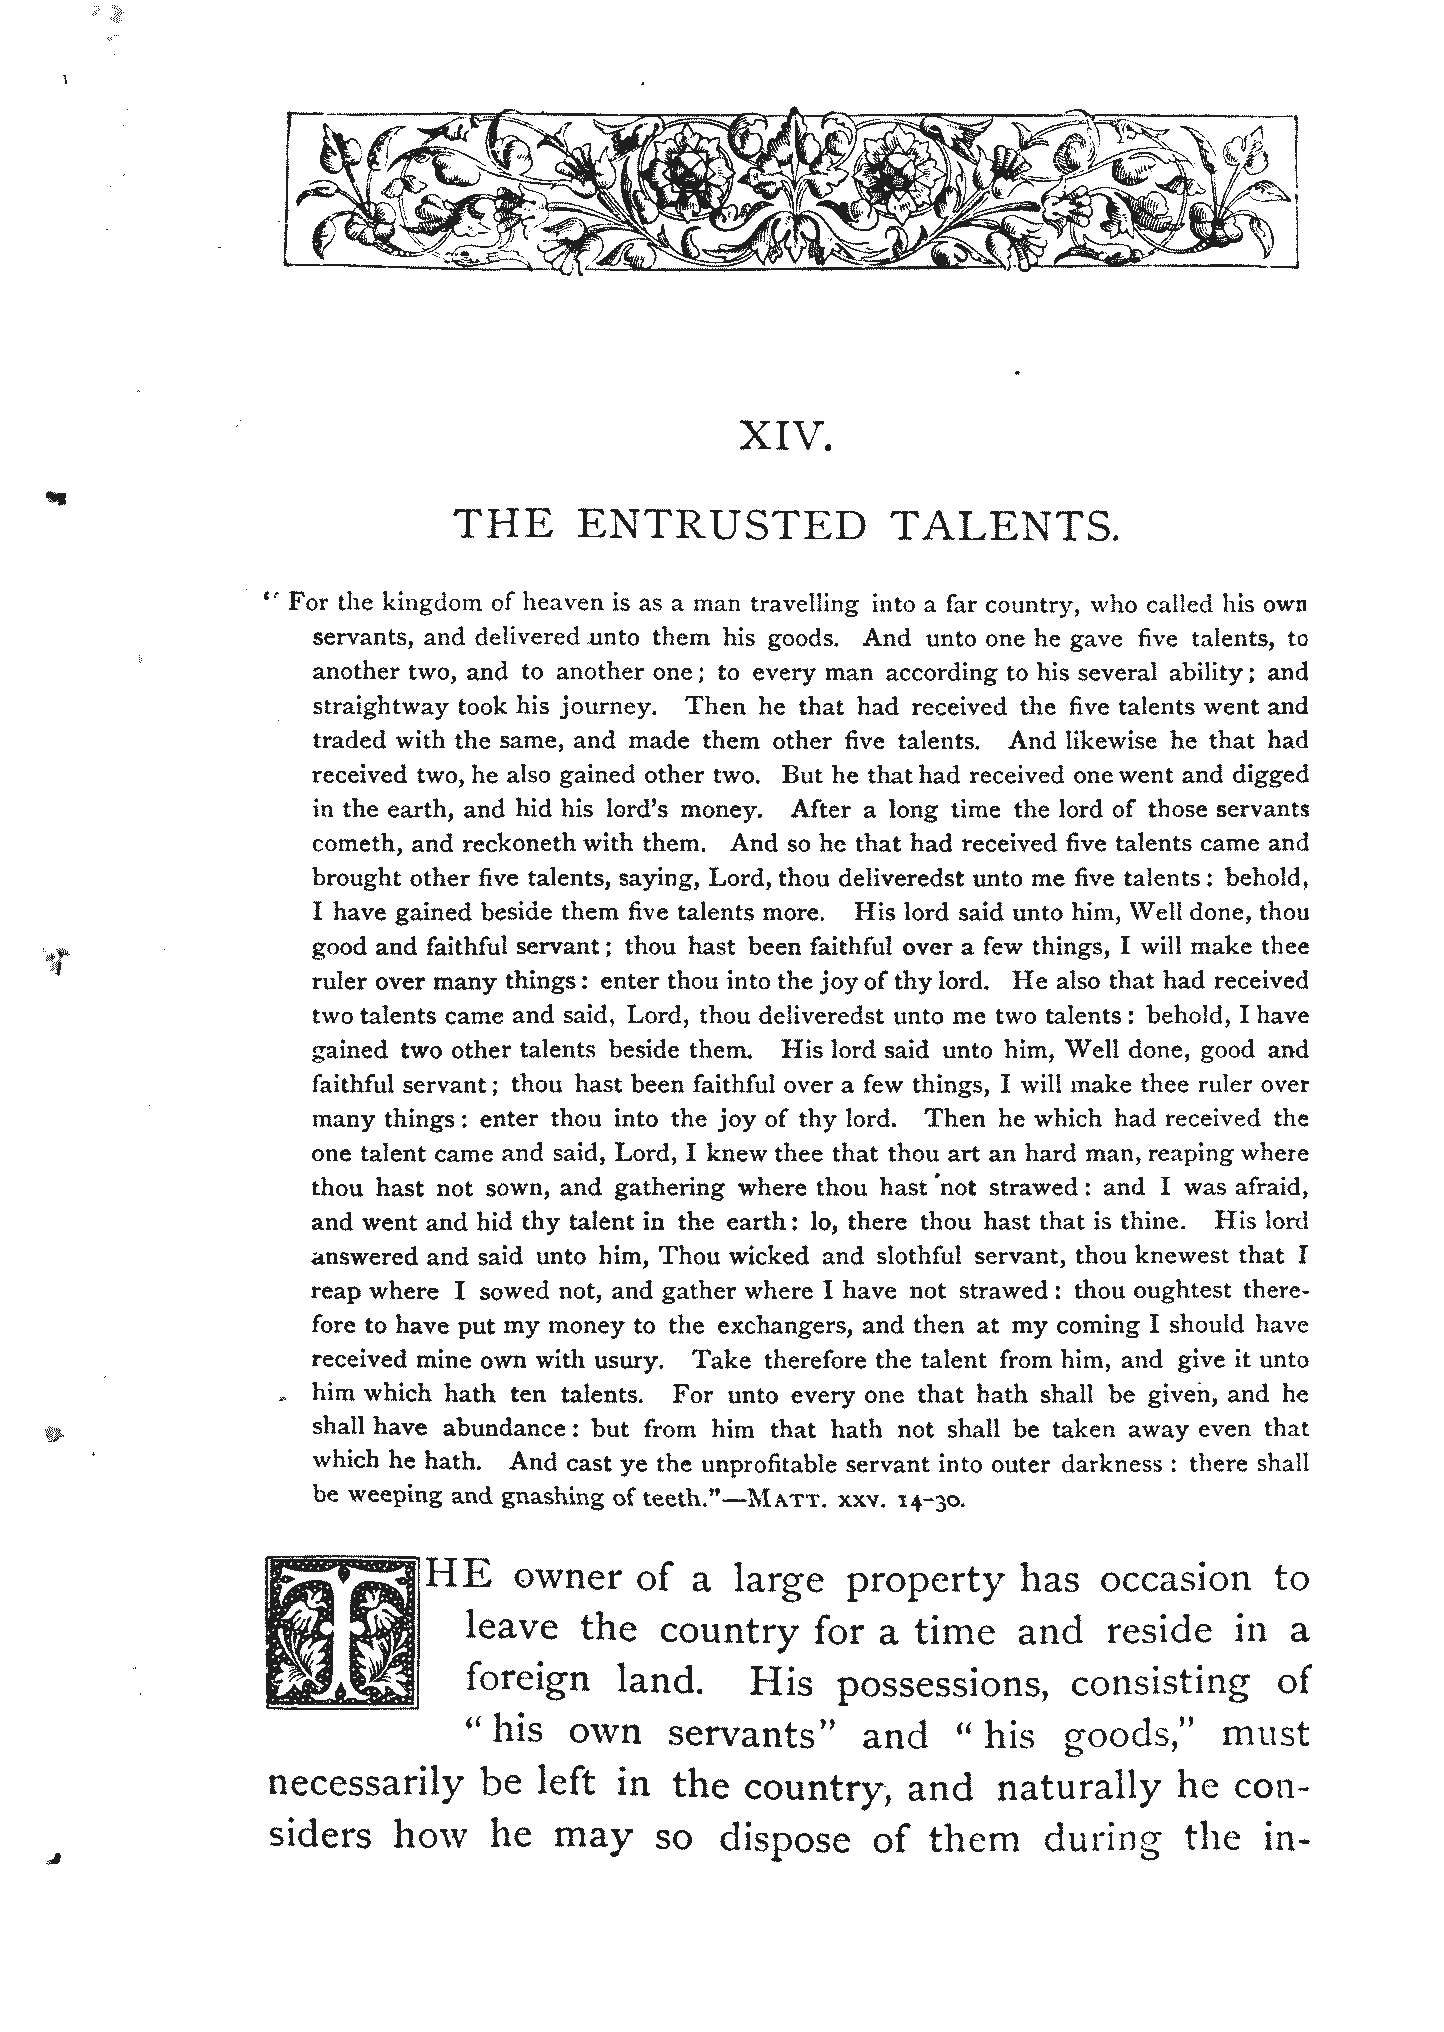 XIV.
THE ENTRUSTED TALENTS.
“For the kingdom of heaven is as a man travelling into a far country, who called his own
servants, and delivered unto them his goods. And unto one he gave five talents, to
another two, and to another one; to every man according to his several ability; and
straightway took his journey. Then he that had received the five talents went and
traded with the same, and made them other five talents. And likewise he that had
received two, he also gained other two. But he that had received one went and digged
in the earth, and hid his lord's money. After a long time the lord of those servants
cometh, and reckoneth with them. And so he that had received five talents came and
brought other five talents, saying, Lord, thou deliveredst unto me five talents: behold,
I have gained beside them five talents more. His lord said unto him, Well done, thou
good and faithful servant; thou hast been faithful over a few things, I will make thee
ruler over many things: enter thou into the joy of thy lord. He also that had received
two talents came and said, Lord, thou deliveredst unto me two talents: behold, I have
gained two other talents beside them. His lord said unto him, Well done, good and
faithful servant; thou hast been faithful over a few things, I will make thee ruler over
many things: enter thou into the joy of thy lord. Then he which had received the
one talent came and said, Lord, I knew thee that thou art an hard man, reaping where
thou hast not sown, and gathering where thou hast not strawed: and I was afraid,
and went and hid thy talent in the earth: lo, there thou hast that is thine. His lord
answered and said unto him, Thou wicked and slothful servant, thou knewest that I
reap where I sowed not, and gather where I have not strawed: thou oughtest there-
fore to have put my money to the exchangers, and then at my coming I should have
received mine own with usury. Take therefore the talent from him, and give it unto
him which hath ten talents. For unto every one that hath shall be given, and he
shall have abundance: but from him that hath not shall be taken away even that
which he hath. And cast ye the unprofitable servant into outer darkness: there shall
be weeping and gnashing of teeth.”—MATT. xxv. 14-30.
THE owner of a large property has occasion to
leave the country for a time and reside in a
foreign land. His possessions, consisting of
“his own servants” and “his goods,” must
necessarily be left in the country, and naturally he con-
siders how he may so dispose of them during the in-